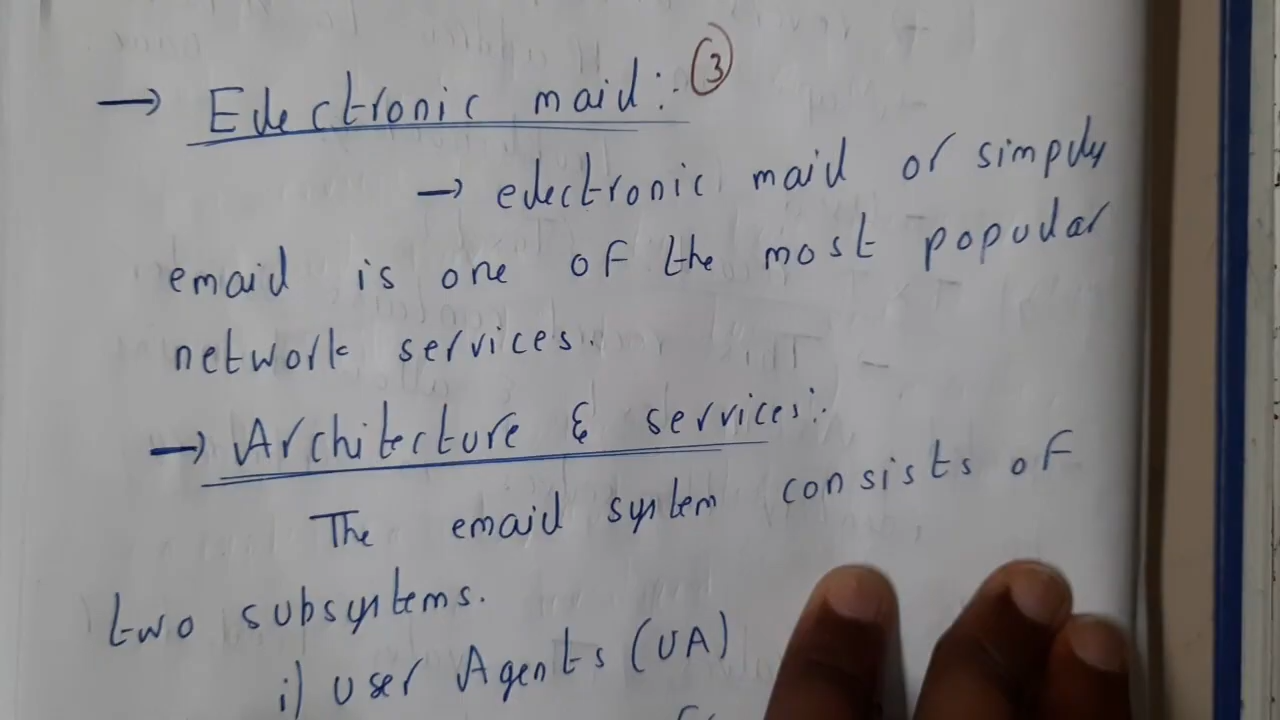 → Electronic mail:- ③
→ electronic mail or simply
email is one of the most popular
network services.
→ Architecture & services:-
The email system consists of
two subsystems.
i) User Agents (UA)